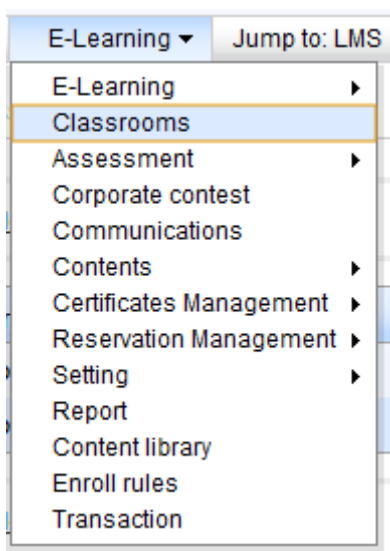 E-Learning ▾ Jump to: LMS
E-Learning
Classrooms
Assessment
Corporate contest
Communications
Contents
Certificates Management
Reservation Management
Setting
Report
Content library
Enroll rules
Transaction